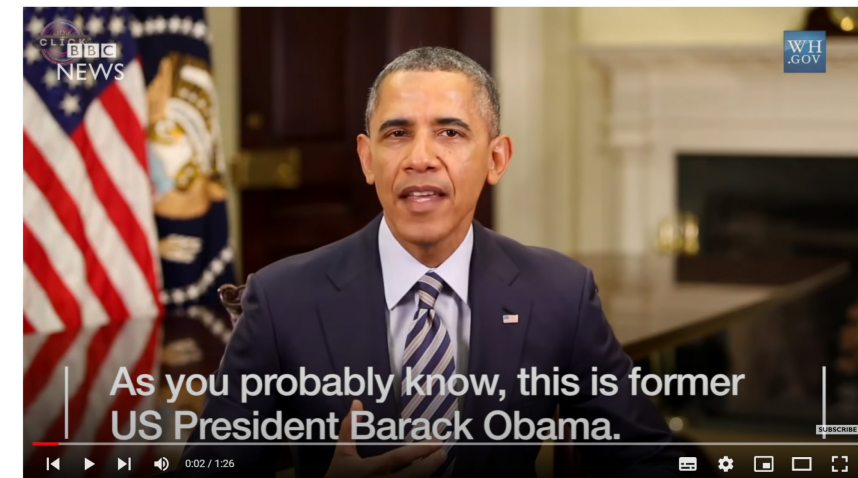 CLICK
BBC
NEWS
WH
.GOV
As you probably know, this is former
US President Barack Obama.
SUBSCRIBE
0:02 / 1:26